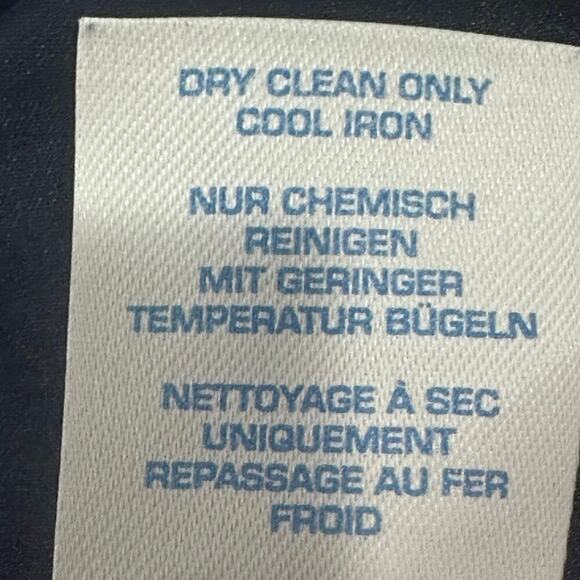 DRY CLEAN ONLY
COOL IRON
NUR CHEMISCH
REINIGEN
MIT GERINGER
TEMPERATUR BÜGELN
NETTOYAGE À SEC
UNIQUEMENT
REPASSAGE AU FER
FROID